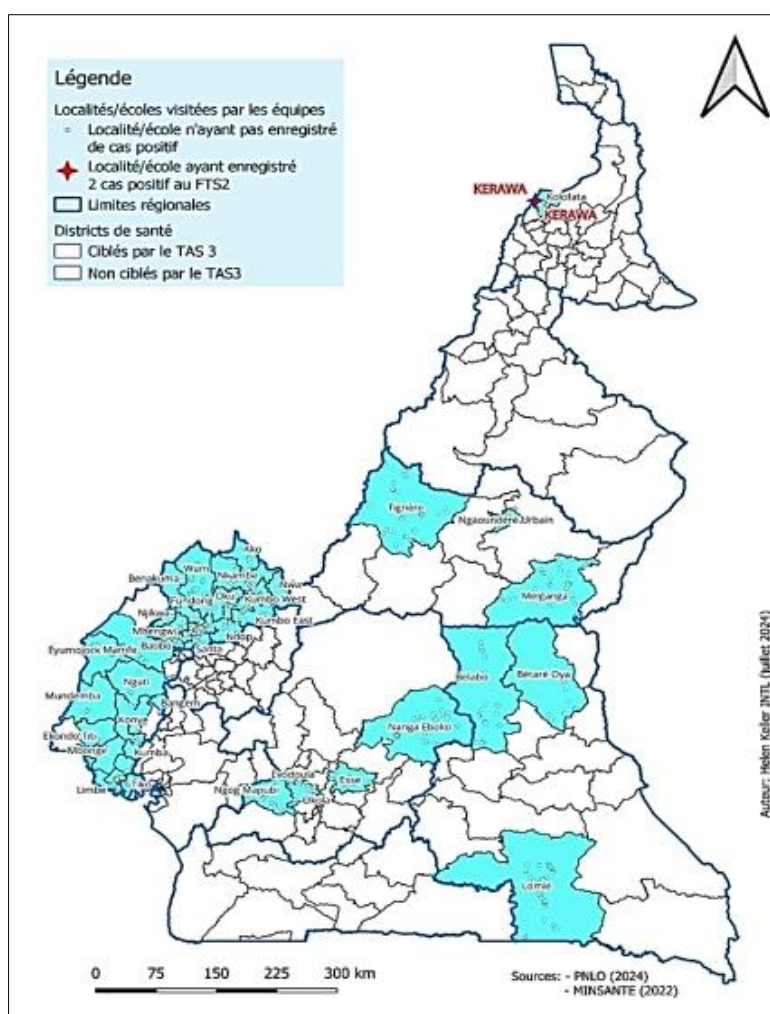 Légende
Localités/écoles visitées par les équipes
Localité/école n'ayant pas enregistré
de cas positif
Localité/école ayant enregistré
2 cas positif au FTS2
Limites régionales
Districts de santé
Ciblés par le TAS 3
Non ciblés par le TAS3
KERAWA
Kolofata
KERAWA
Tignère
Ngaoundere Urbain
Ako
Wum
Nkambe
Benakuma
Nwa
Fundong
Oku
Kumbo West
Njikwa
Kumbo East
Mbengwi
Ndop
Batibo
Santa
Eyumojock
Mamfe
Meiganga
Nguti
Mundemba
Bangem
Konye
Ekondo Titi
Kumba
Mbonge
Limbe
Tiko
Belabo
Bétaré Oya
Nanga Eboko
Evodoula
Esse
Ngog Mapubi
Okola
Lomie
0 75 150 225 300 km
Sources: - PNLO (2024)
- MINSANTE (2022)
Auteur: Helen Keller INTL (juillet 2024)